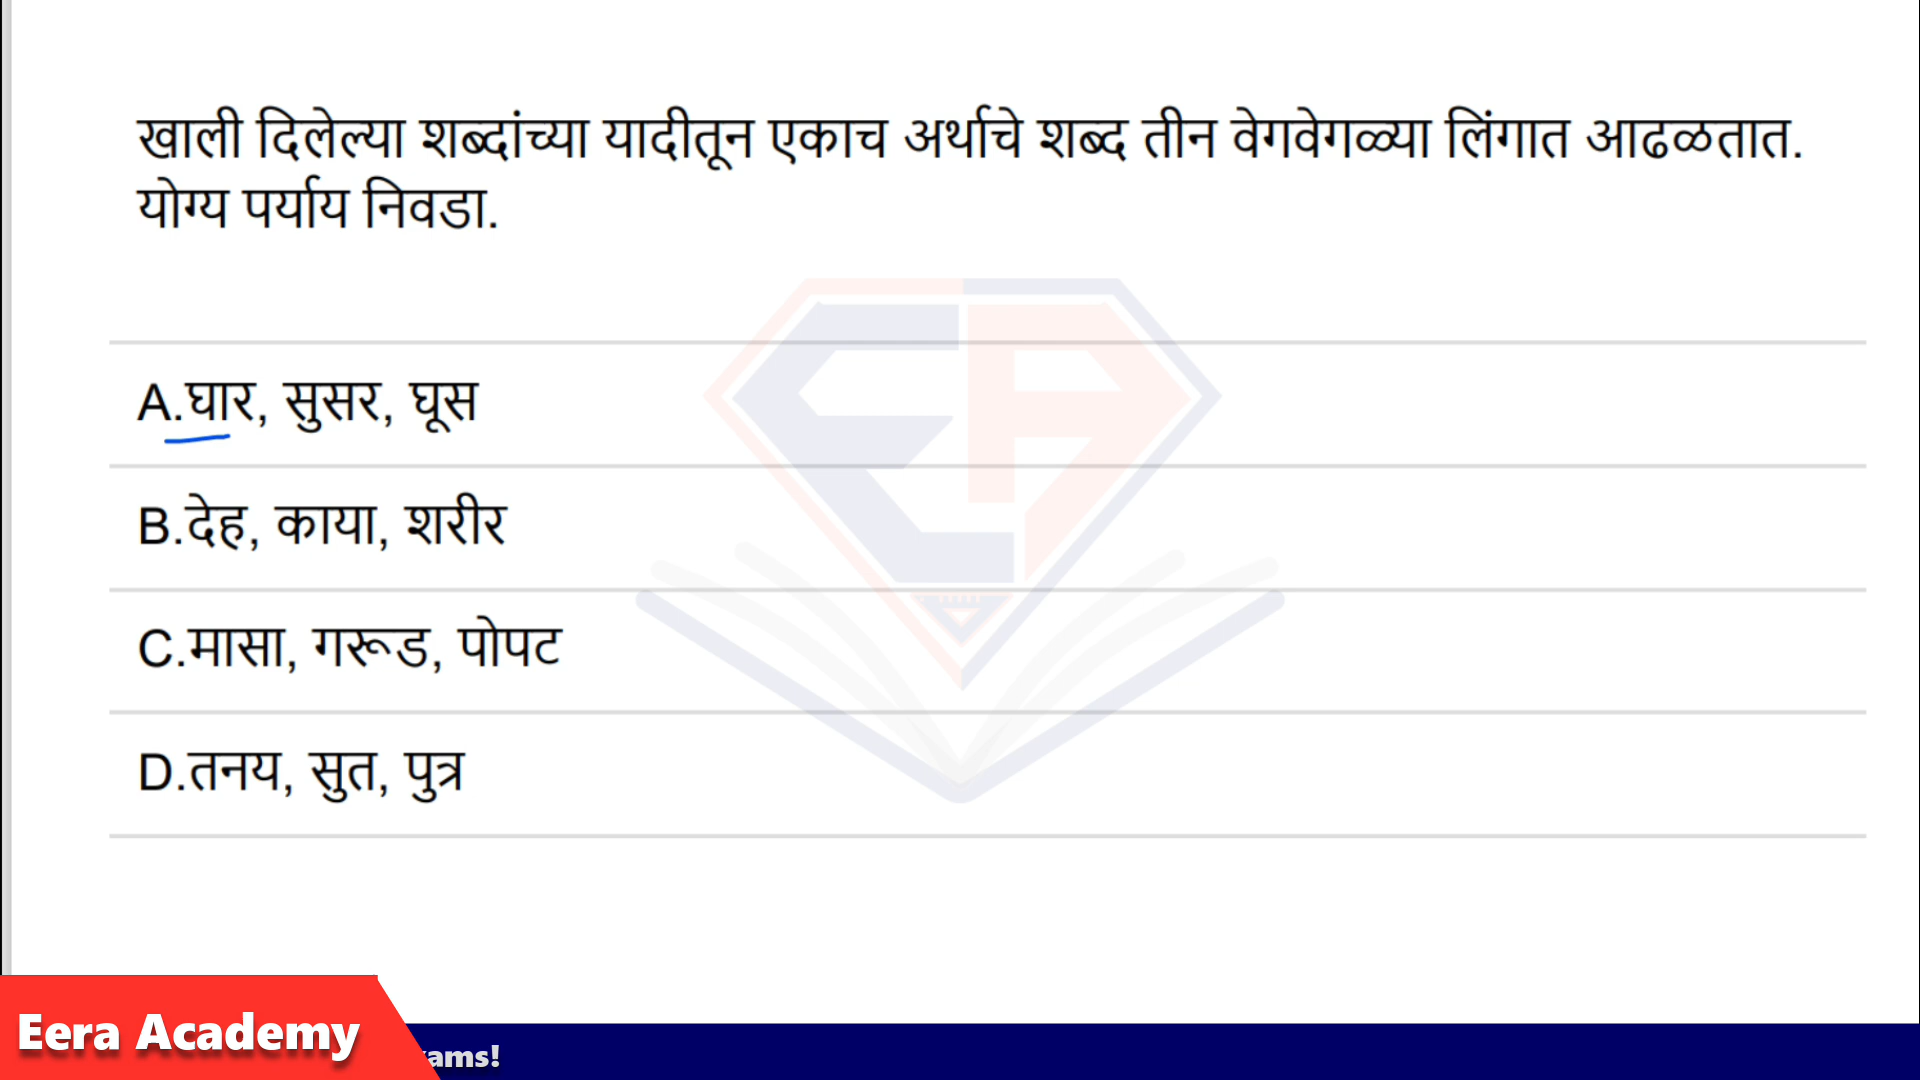 खाली दिलेल्या शब्दांच्या यादीतून एकाच अर्थाचे शब्द तीन वेगवेगळ्या लिंगात आढळतात.
योग्य पर्याय निवडा.
A.घार, सुसर, घूस
B.देह, काया, शरीर
C.मासा, गरूड, पोपट
D.तनय, सुत, पुत्र
Eera Academy
ams!